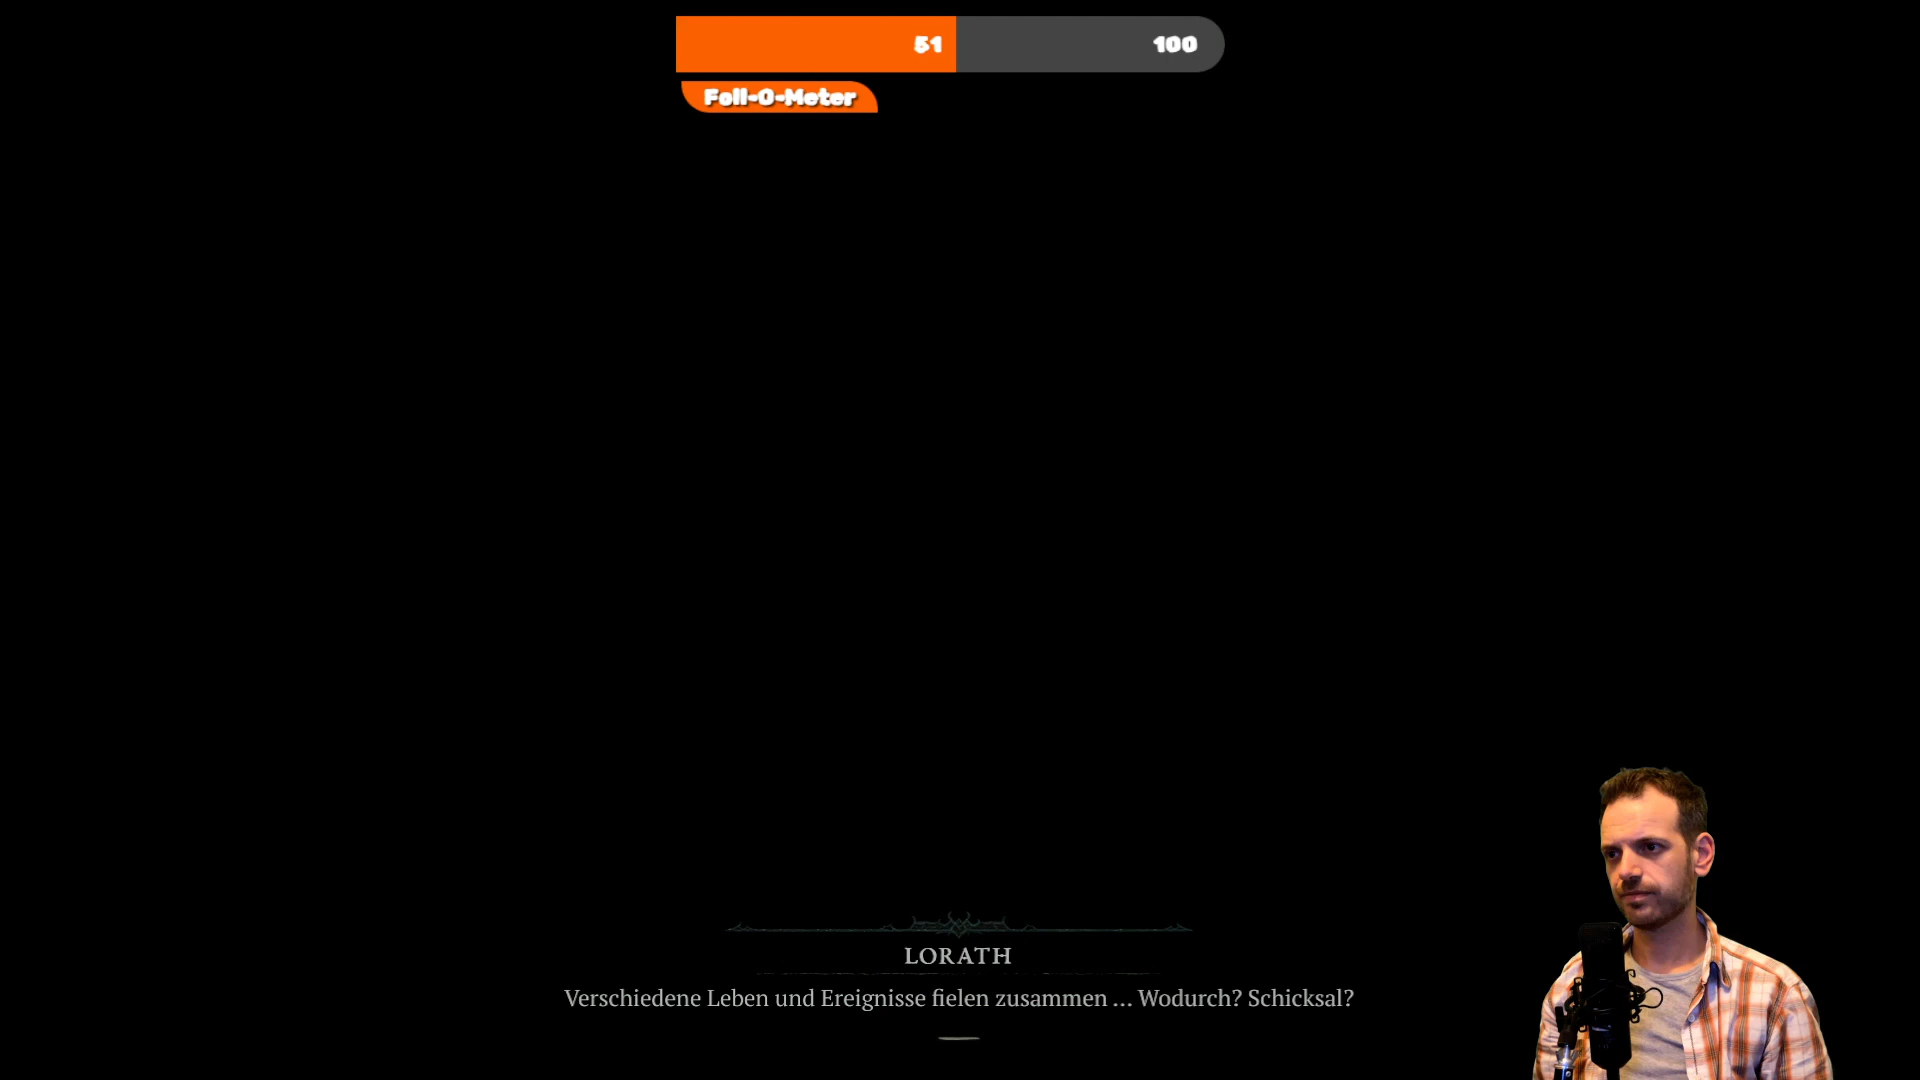 51
100
Foll-O-Meter
LORATH
Verschiedene Leben und Ereignisse fielen zusammen ... Wodurch? Schicksal?